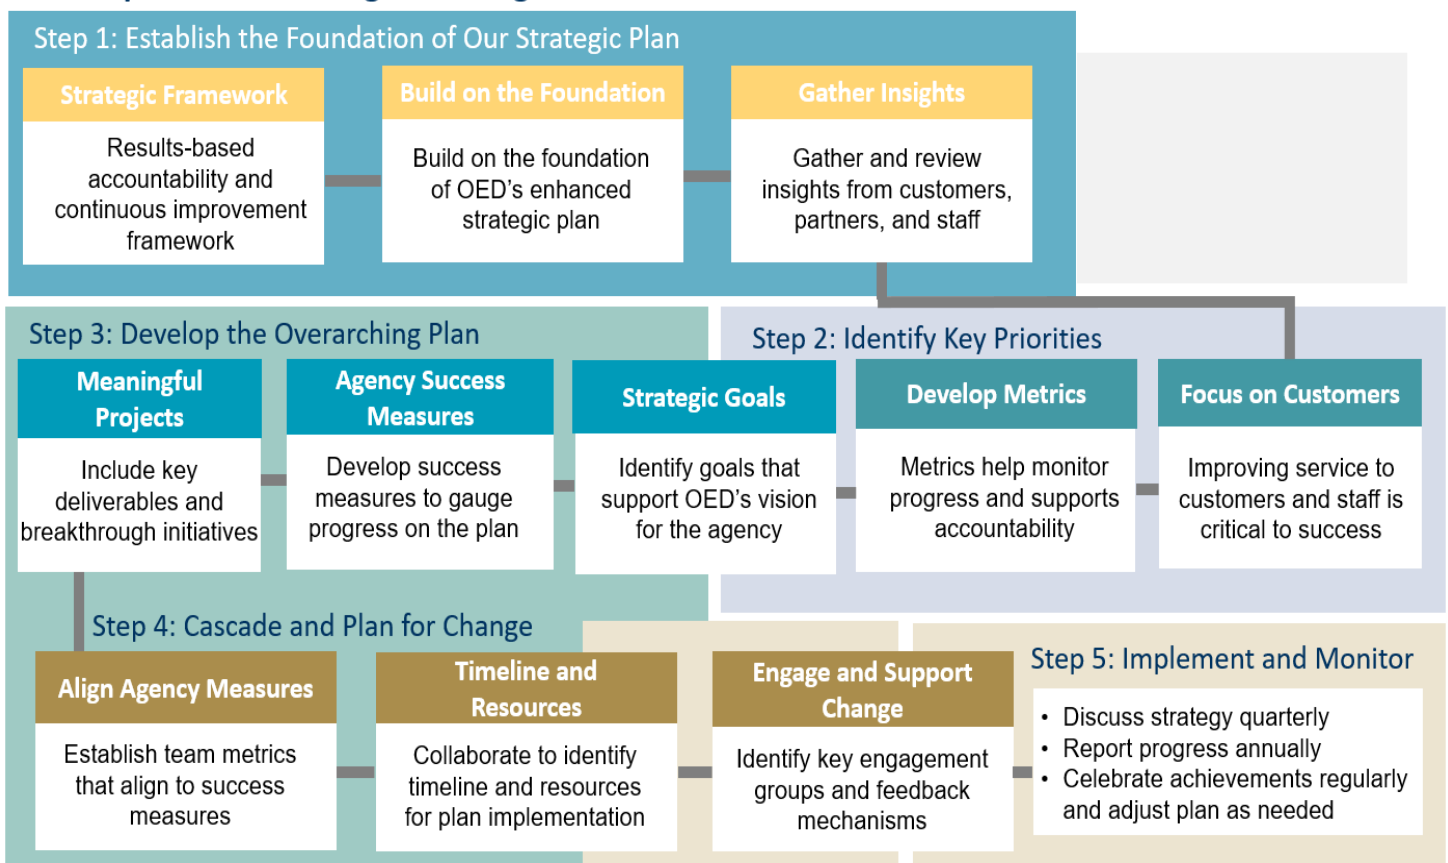 Step 1: Establish the Foundation of Our Strategic Plan
Strategic Framework
Results-based
accountability and
continuous improvement
framework
Build on the Foundation
Build on the foundation
of OED’s enhanced
strategic plan
Gather Insights
Gather and review
insights from customers,
partners, and staff
Step 2: Identify Key Priorities
Focus on Customers
Improving service to
customers and staff is
critical to success
Develop Metrics
Metrics help monitor
progress and supports
accountability
Step 3: Develop the Overarching Plan
Strategic Goals
Identify goals that
support OED’s vision
for the agency
Agency Success
Measures
Develop success
measures to gauge
progress on the plan
Meaningful
Projects
Include key
deliverables and
breakthrough initiatives
Step 4: Cascade and Plan for Change
Align Agency Measures
Establish team metrics
that align to success
measures
Timeline and
Resources
Collaborate to identify
timeline and resources
for plan implementation
Engage and Support
Change
Identify key engagement
groups and feedback
mechanisms
Step 5: Implement and Monitor
• Discuss strategy quarterly
• Report progress annually
• Celebrate achievements regularly
and adjust plan as needed